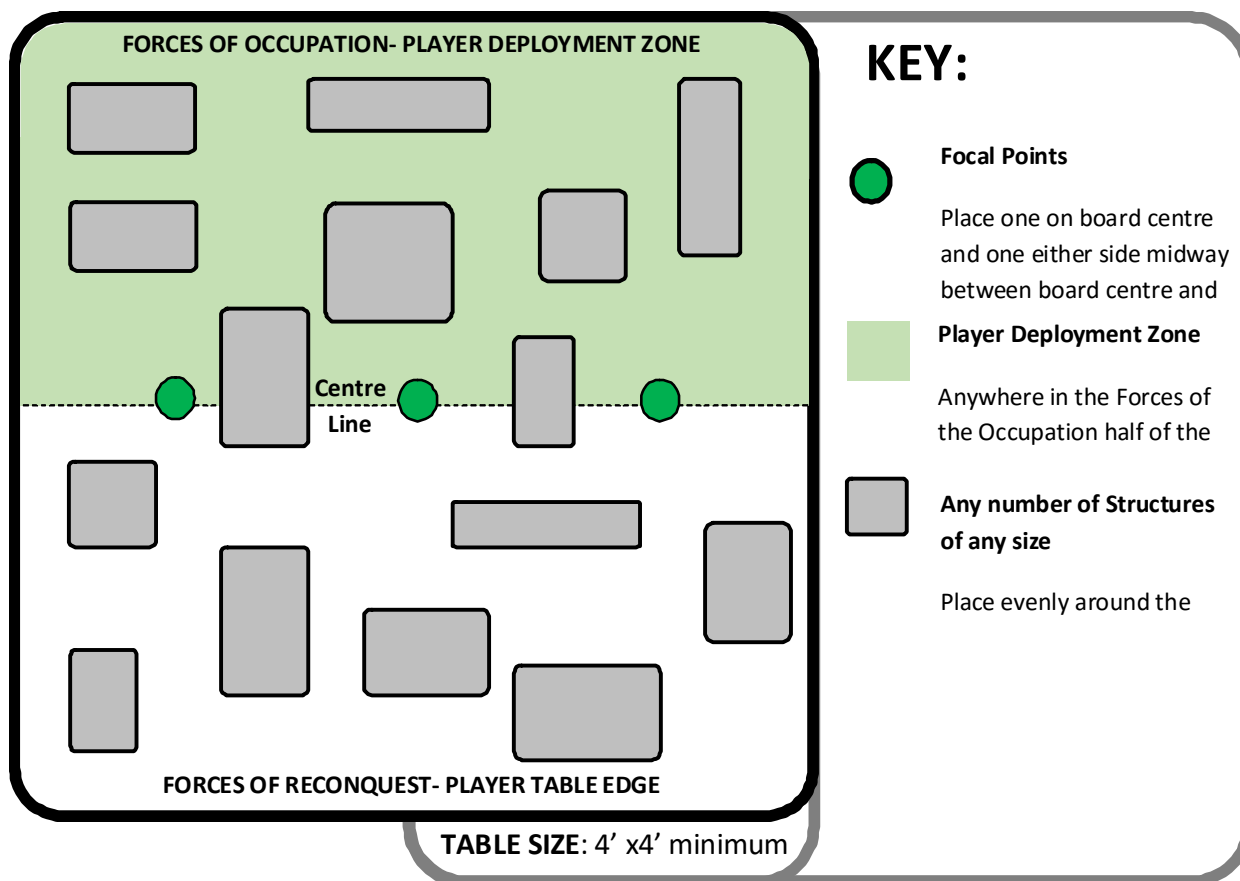 FORCES OF OCCUPATION- PLAYER DEPLOYMENT ZONE
Centre
Line
FORCES OF RECONQUEST- PLAYER TABLE EDGE
TABLE SIZE: 4’ x4’ minimum
KEY:
Focal Points
Place one on board centre
and one either side midway
between board centre and
Player Deployment Zone
Anywhere in the Forces of
the Occupation half of the
Any number of Structures
of any size
Place evenly around the